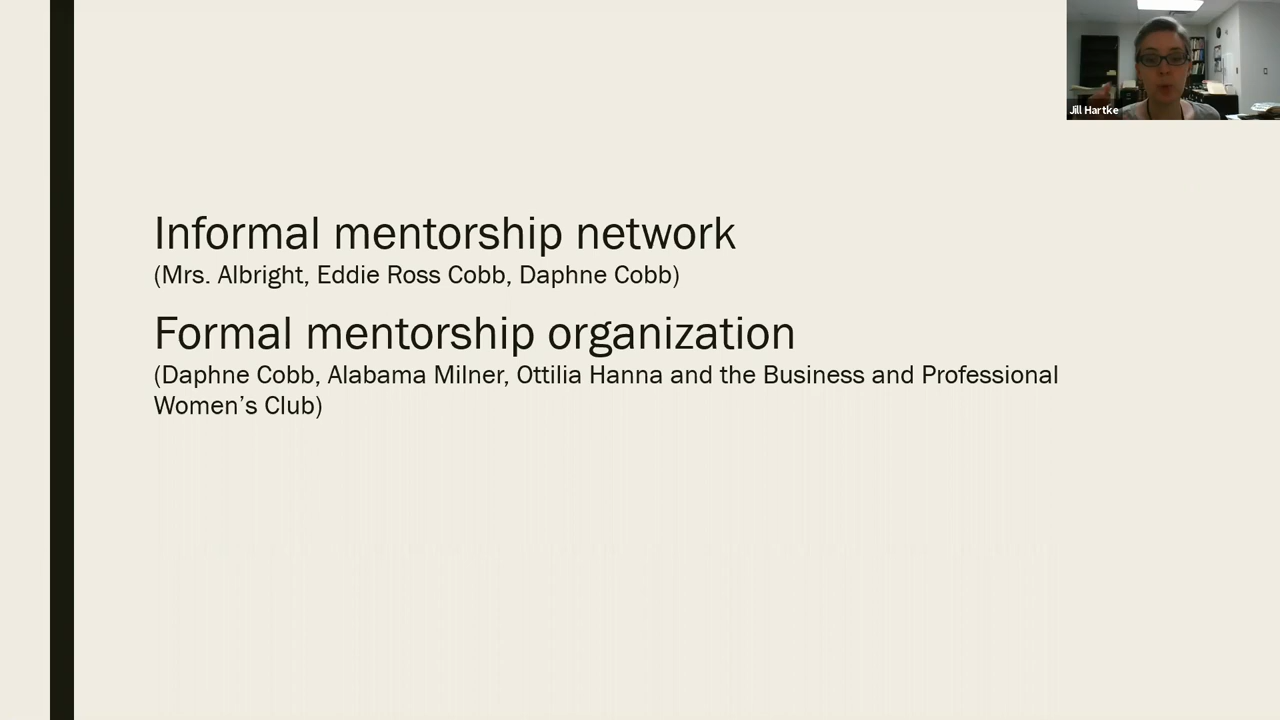 Jill Hartke
Informal mentorship network
(Mrs. Albright, Eddie Ross Cobb, Daphne Cobb)
Formal mentorship organization
(Daphne Cobb, Alabama Milner, Ottilia Hanna and the Business and Professional
Women’s Club)